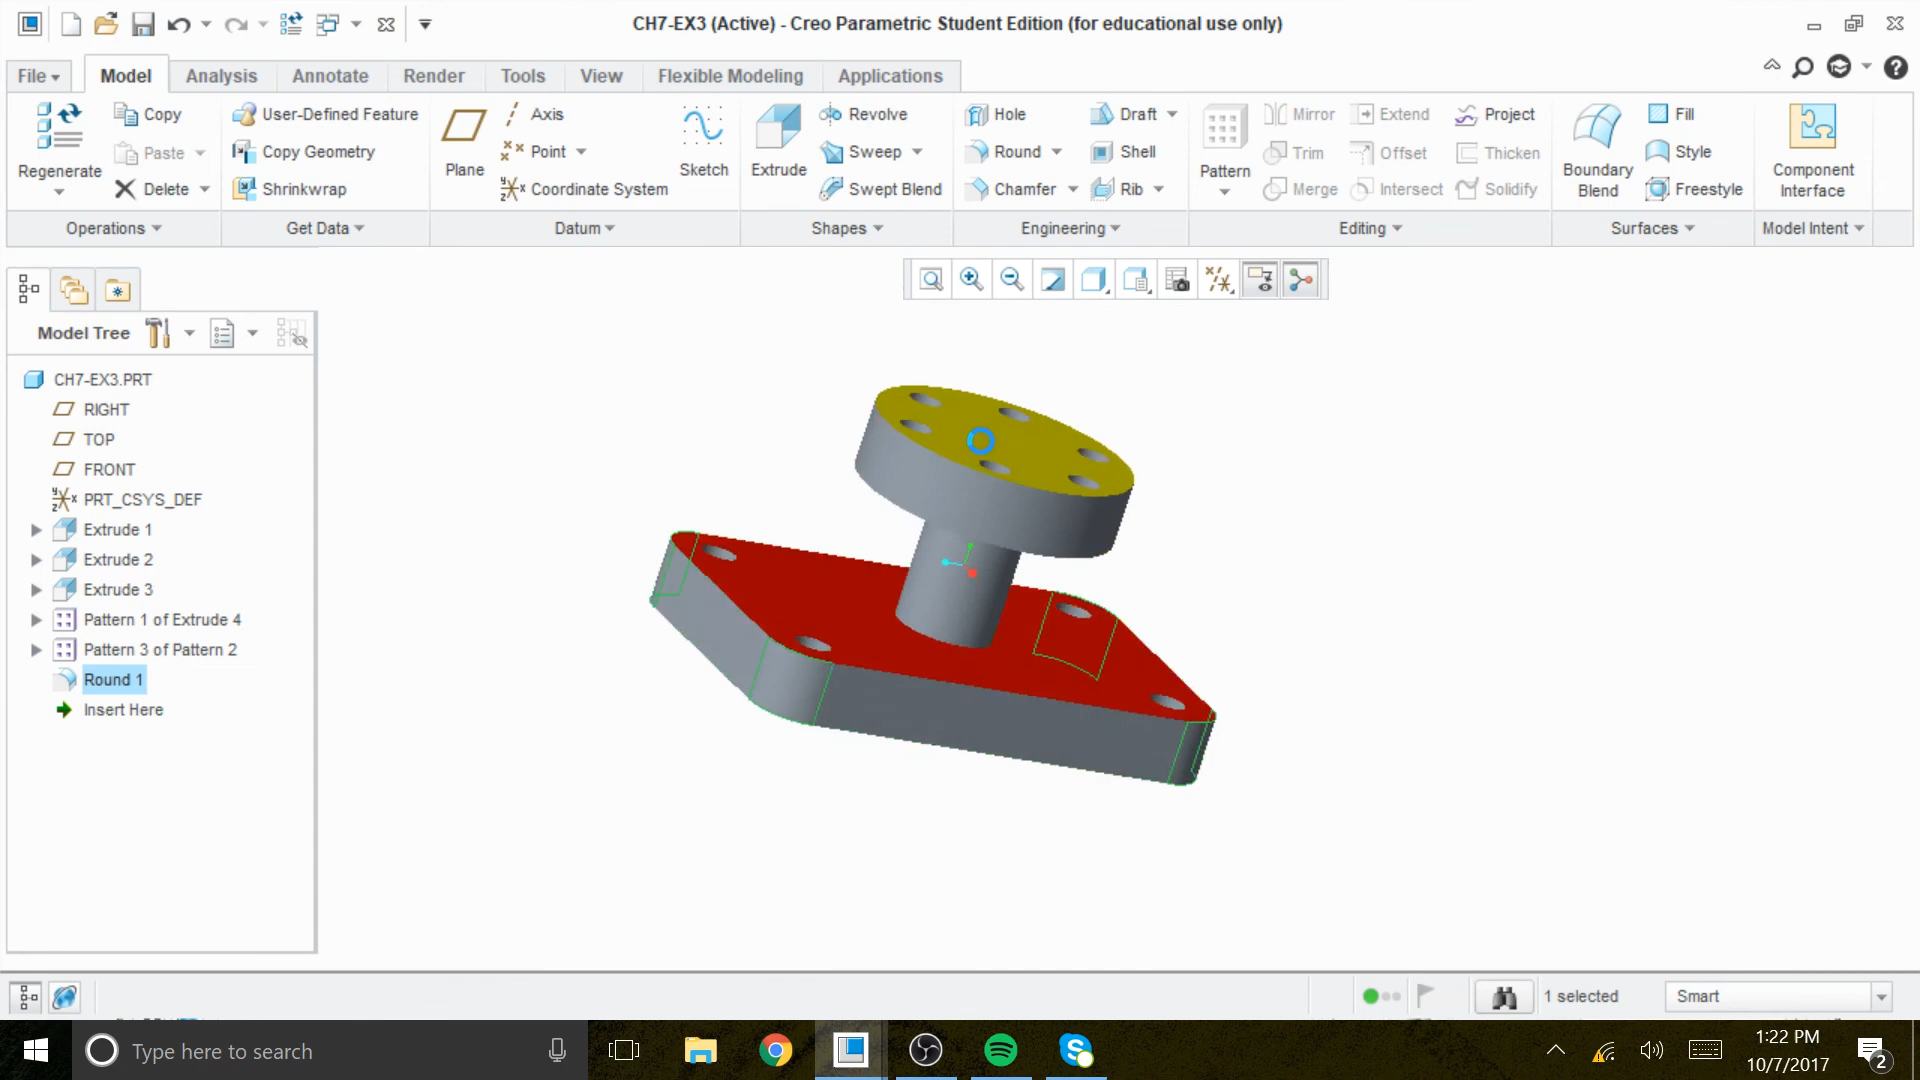 CH7-EX3 (Active) - Creo Parametric Student Edition (for educational use only)
File Model Analysis Annotate Render Tools View Flexible Modeling Applications
Regenerate Copy Paste Delete
User-Defined Feature Copy Geometry Shrinkwrap
Plane Axis Point Coordinate System Sketch
Extrude Revolve Sweep Swept Blend
Hole Round Chamfer Draft Shell Rib
Pattern Mirror Trim Merge Extend Offset Intersect Project Thicken Solidify
Boundary Blend Fill Style Freestyle
Component Interface
Operations Get Data Datum Shapes Engineering Editing Surfaces Model Intent
Model Tree
CH7-EX3.PRT
RIGHT
TOP
FRONT
PRT_CSYS_DEF
Extrude 1
Extrude 2
Extrude 3
Pattern 1 of Extrude 4
Pattern 3 of Pattern 2
Round 1
Insert Here
1 selected Smart
Type here to search
1:22 PM
10/7/2017
2